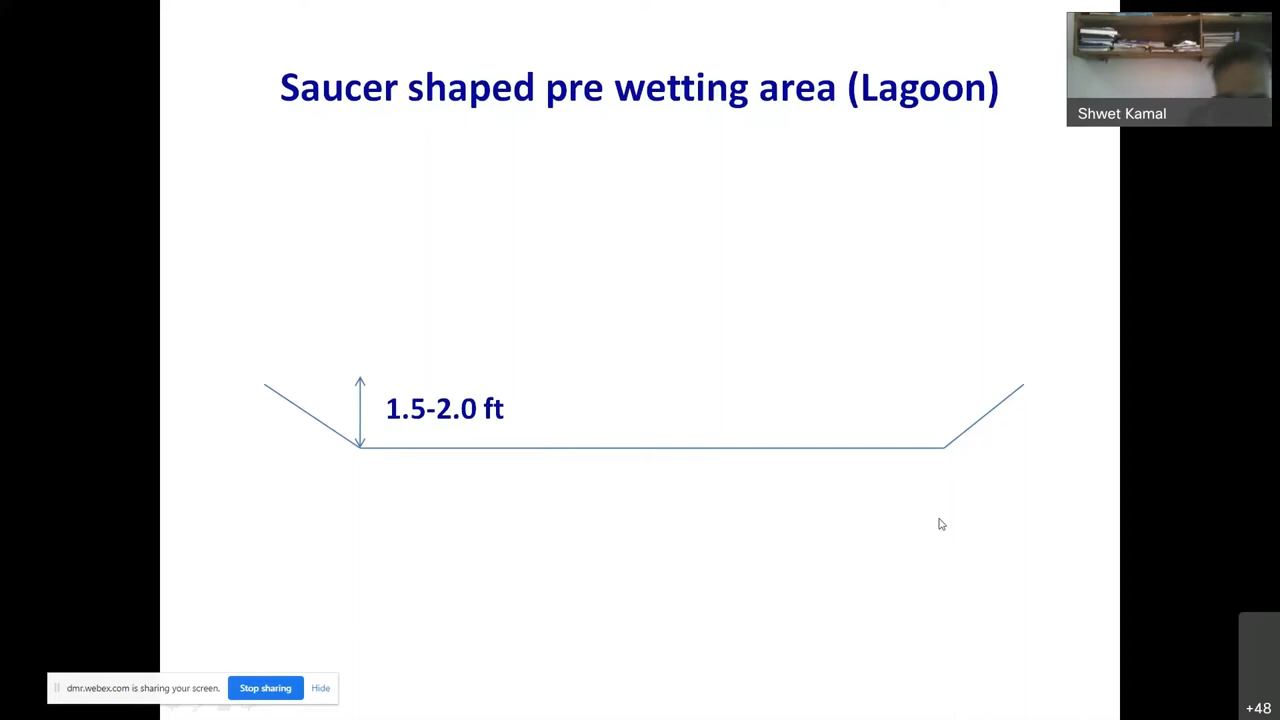 Saucer shaped pre wetting area (Lagoon)
Shwet Kamal
1.5-2.0 ft
dmr.webex.com is sharing your screen.
Stop sharing
Hide
+48